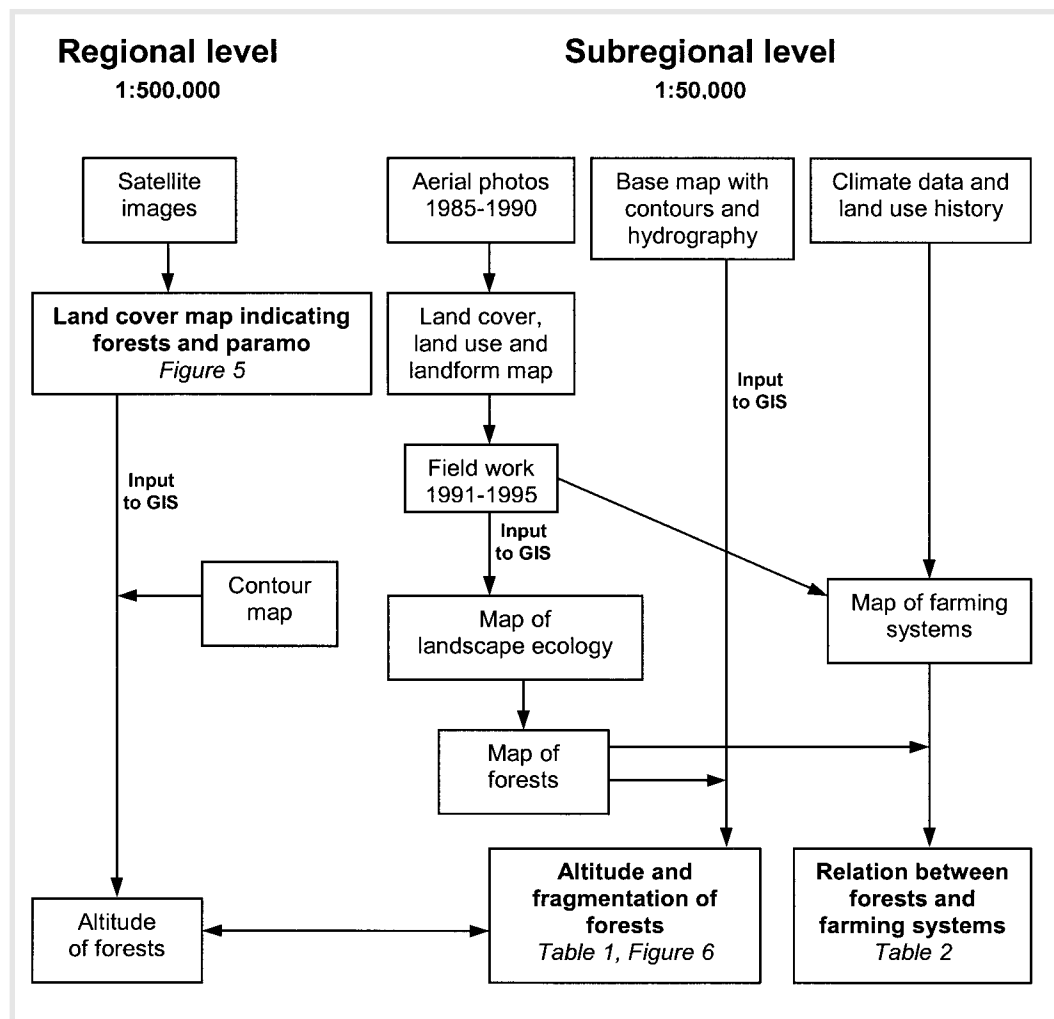 Regional level
1:500,000
Subregional level
1:50,000
Satellite
images
Aerial photos
1985-1990
Base map with
contours and
hydrography
Climate data and
land use history
Land cover map indicating
forests and paramo
Figure 5
Land cover,
land use and
landform map
Input
to GIS
Field work
1991-1995
Input
to GIS
Input
to GIS
Contour
map
Map of
landscape ecology
Map of farming
systems
Map of
forests
Altitude
of forests
Altitude and
fragmentation of
forests
Table 1, Figure 6
Relation between
forests and
farming systems
Table 2